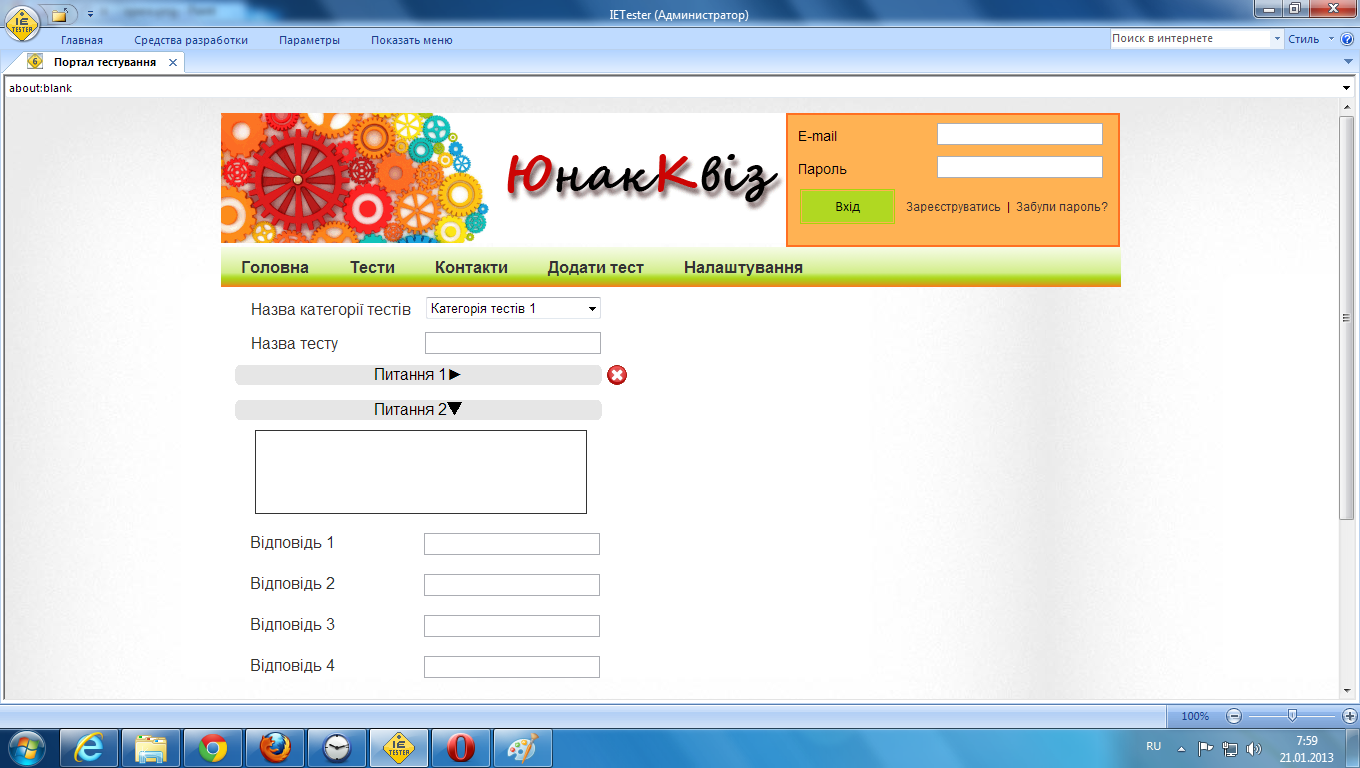 IETester (Администратор)
Главная Средства разработки Параметры Показать меню
Поиск в интернете Стиль
Портал тестування
about:blank
ЮнакКвіз
E-mail
Пароль
Вхід Зареєструватись | Забули пароль?
Головна Тести Контакти Додати тест Налаштування
Назва категорії тестів Категорія тестів 1
Назва тесту
Питання 1
Питання 2
Відповідь 1
Відповідь 2
Відповідь 3
Відповідь 4
100%
RU 7:59
21.01.2013